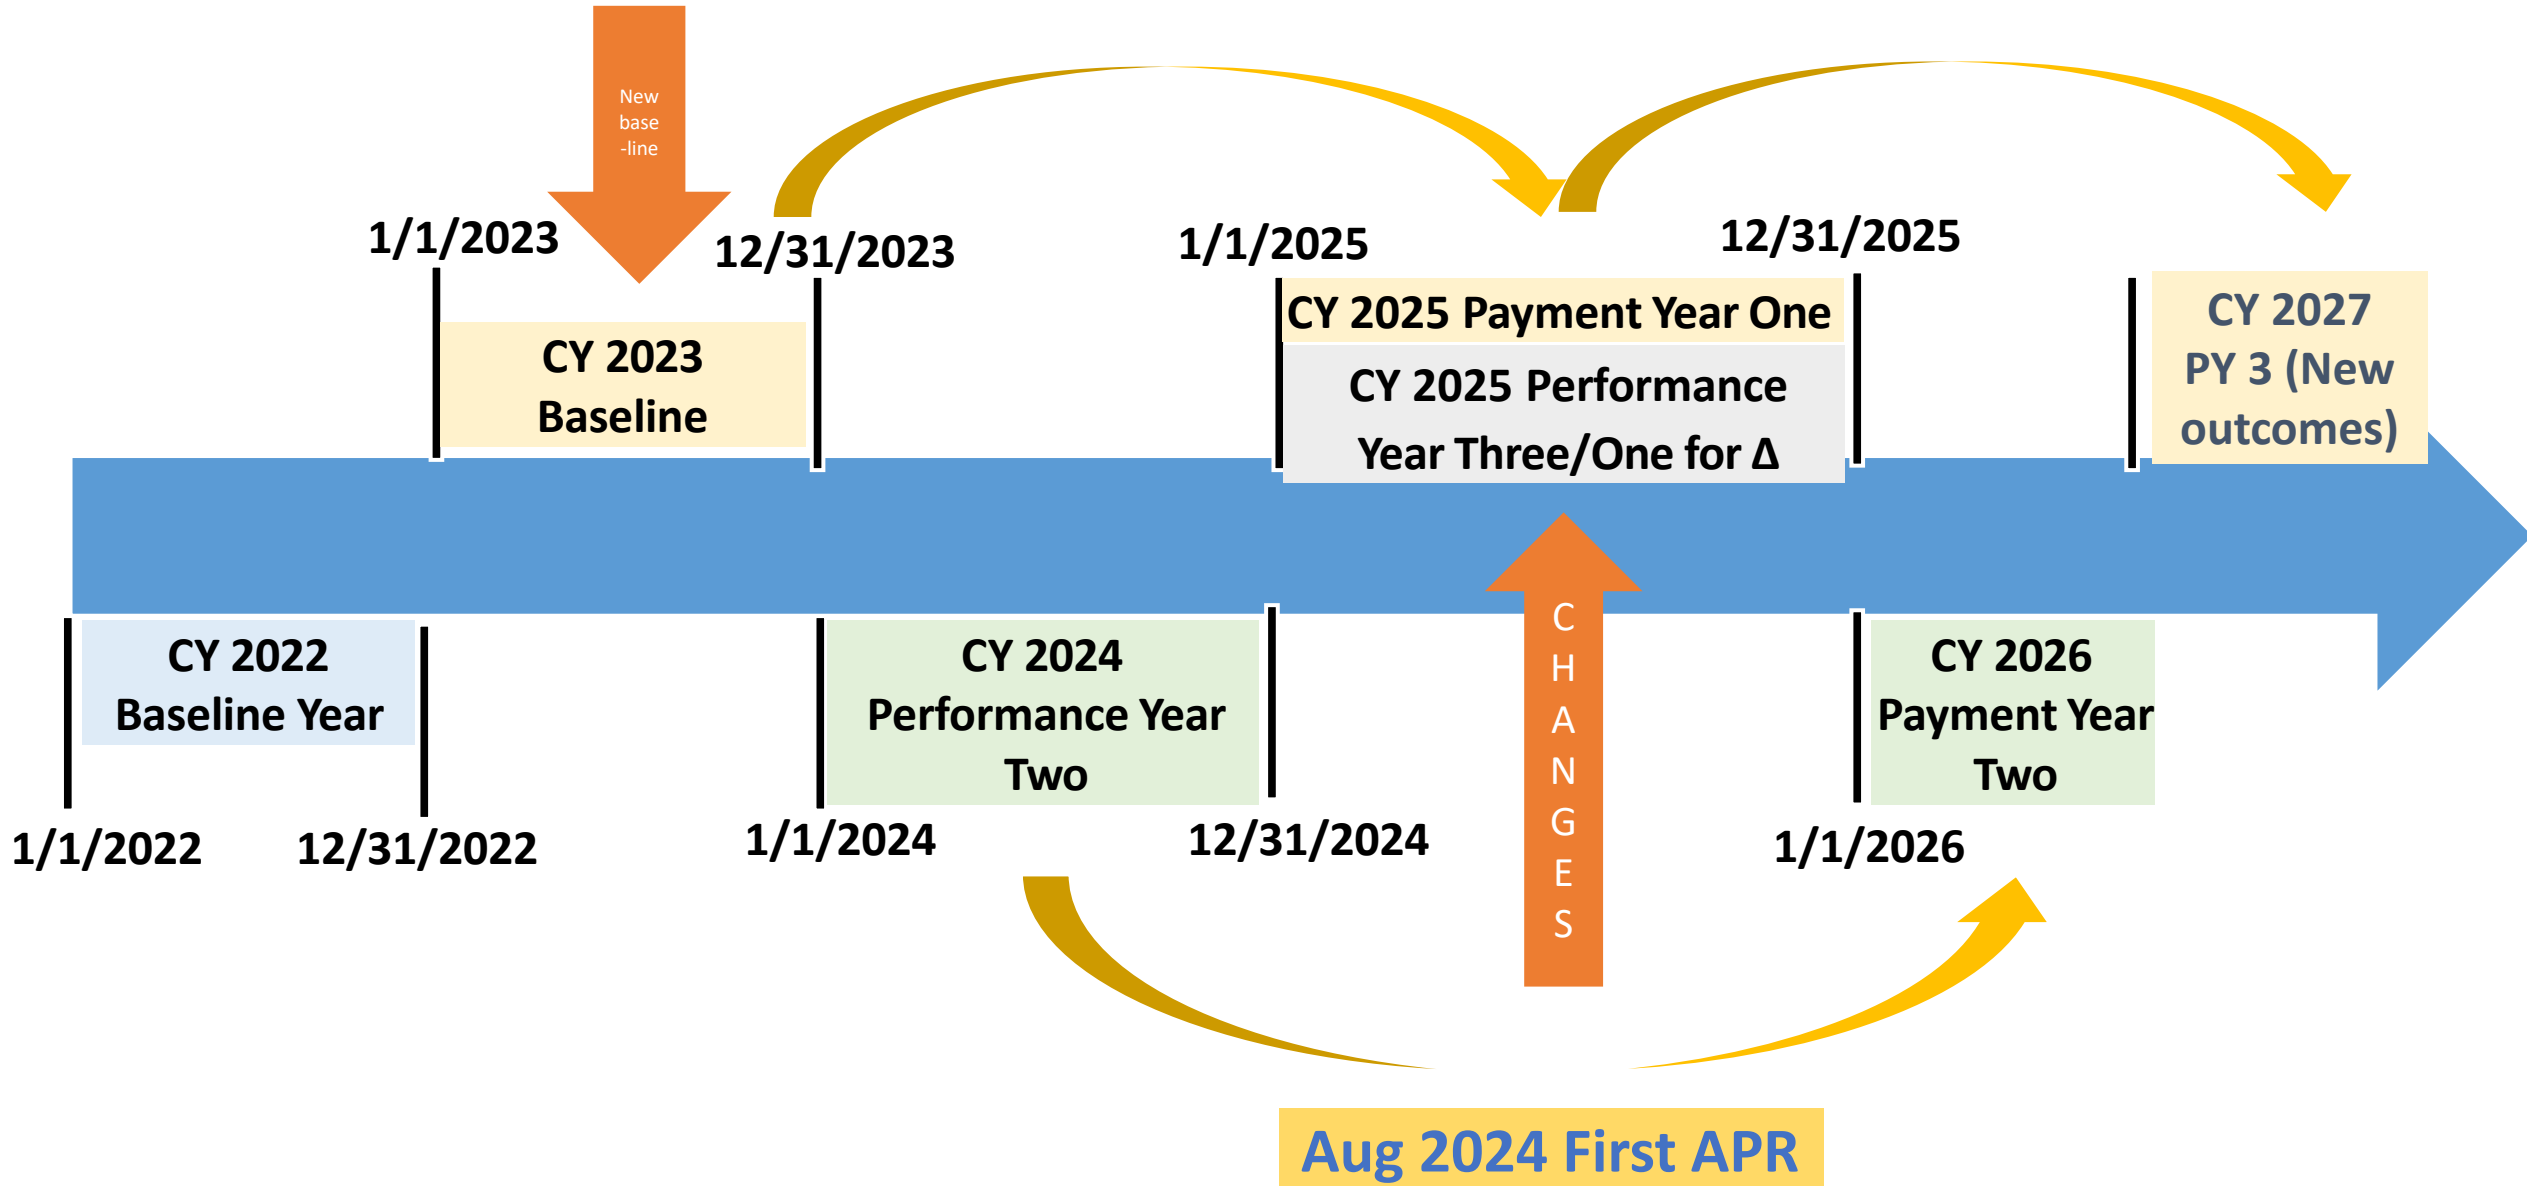 New
base
-line
1/1/2023
12/31/2023
1/1/2025
12/31/2025
CY 2023
Baseline
CY 2025 Payment Year One
CY 2025 Performance
Year Three/One for Δ
CY 2027
PY 3 (New
outcomes)
CY 2022
Baseline Year
CY 2024
Performance Year
Two
C
H
A
N
G
E
S
CY 2026
Payment Year
Two
1/1/2022
12/31/2022
1/1/2024
12/31/2024
1/1/2026
Aug 2024 First APR